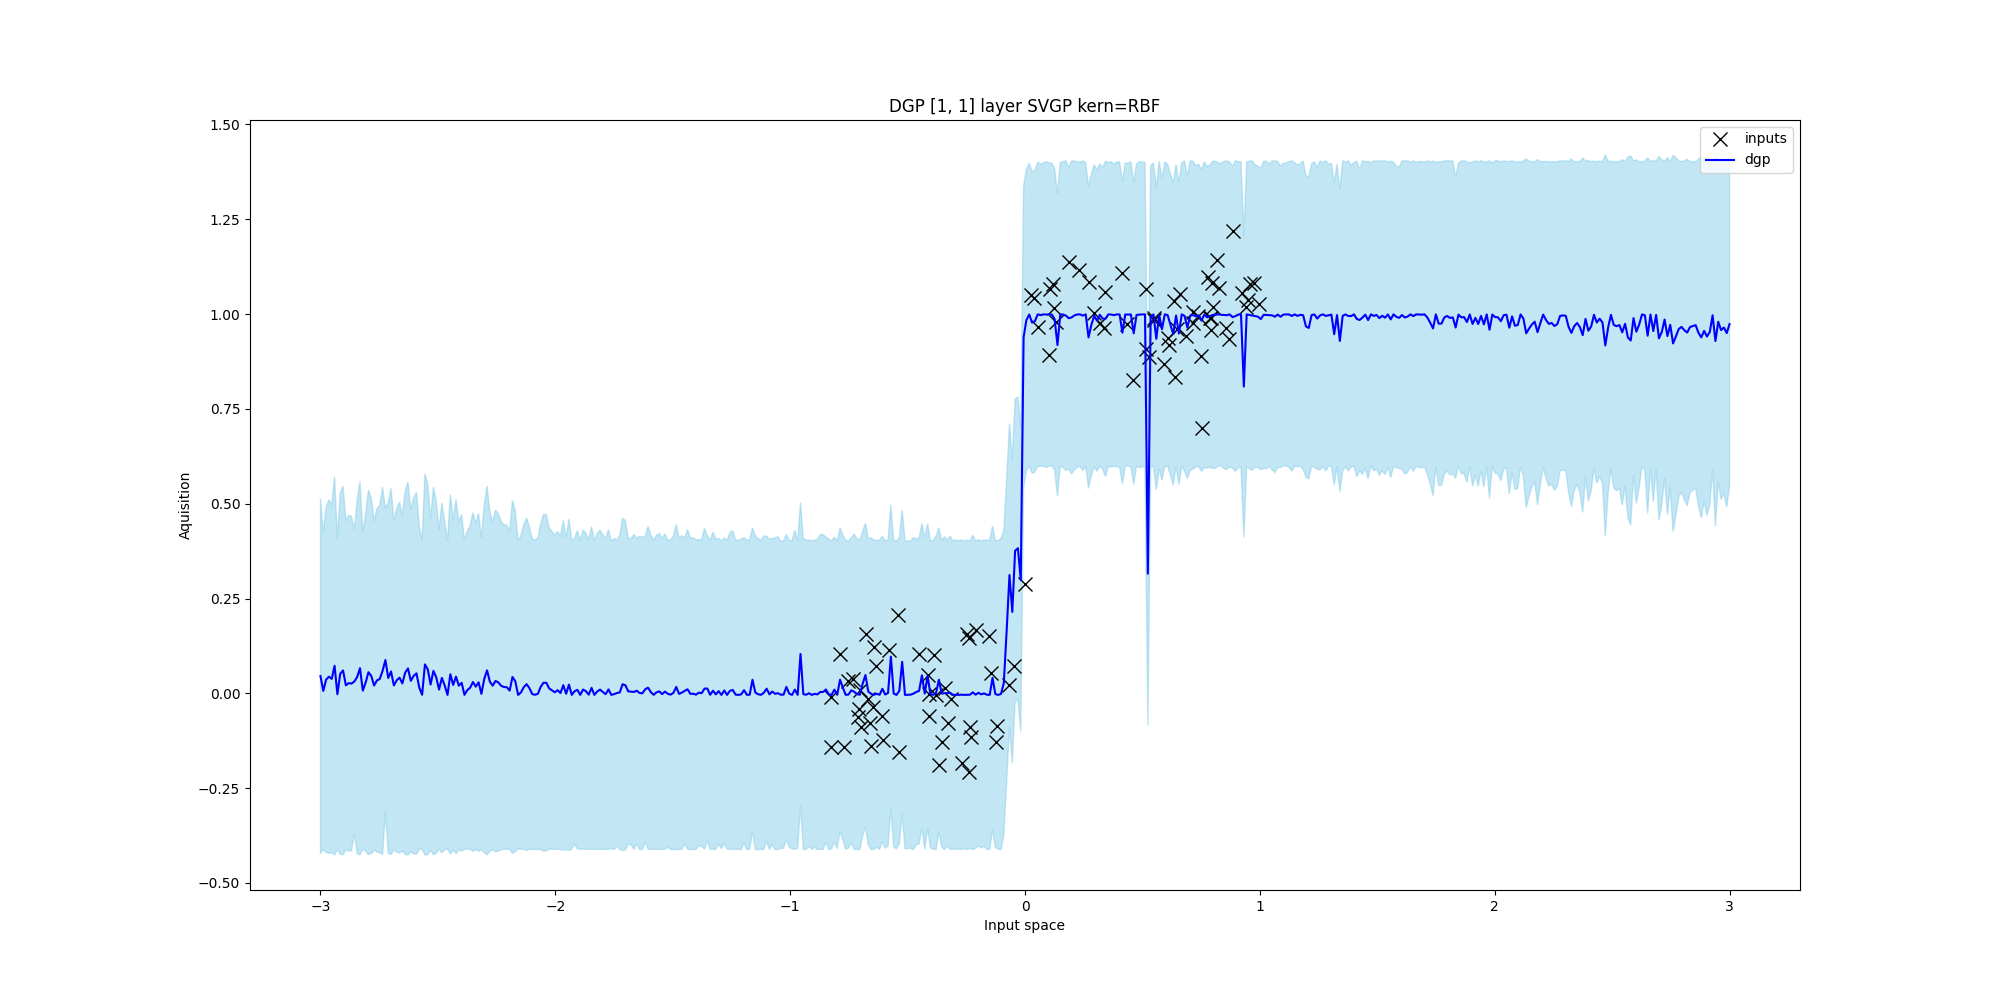 DGP [1, 1] layer SVGP kern=RBF
inputs
dgp
1.50
1.25
1.00
0.75
0.50
0.25
0.00
−0.25
−0.50
Aquisition
−3 −2 −1 0 1 2 3
Input space